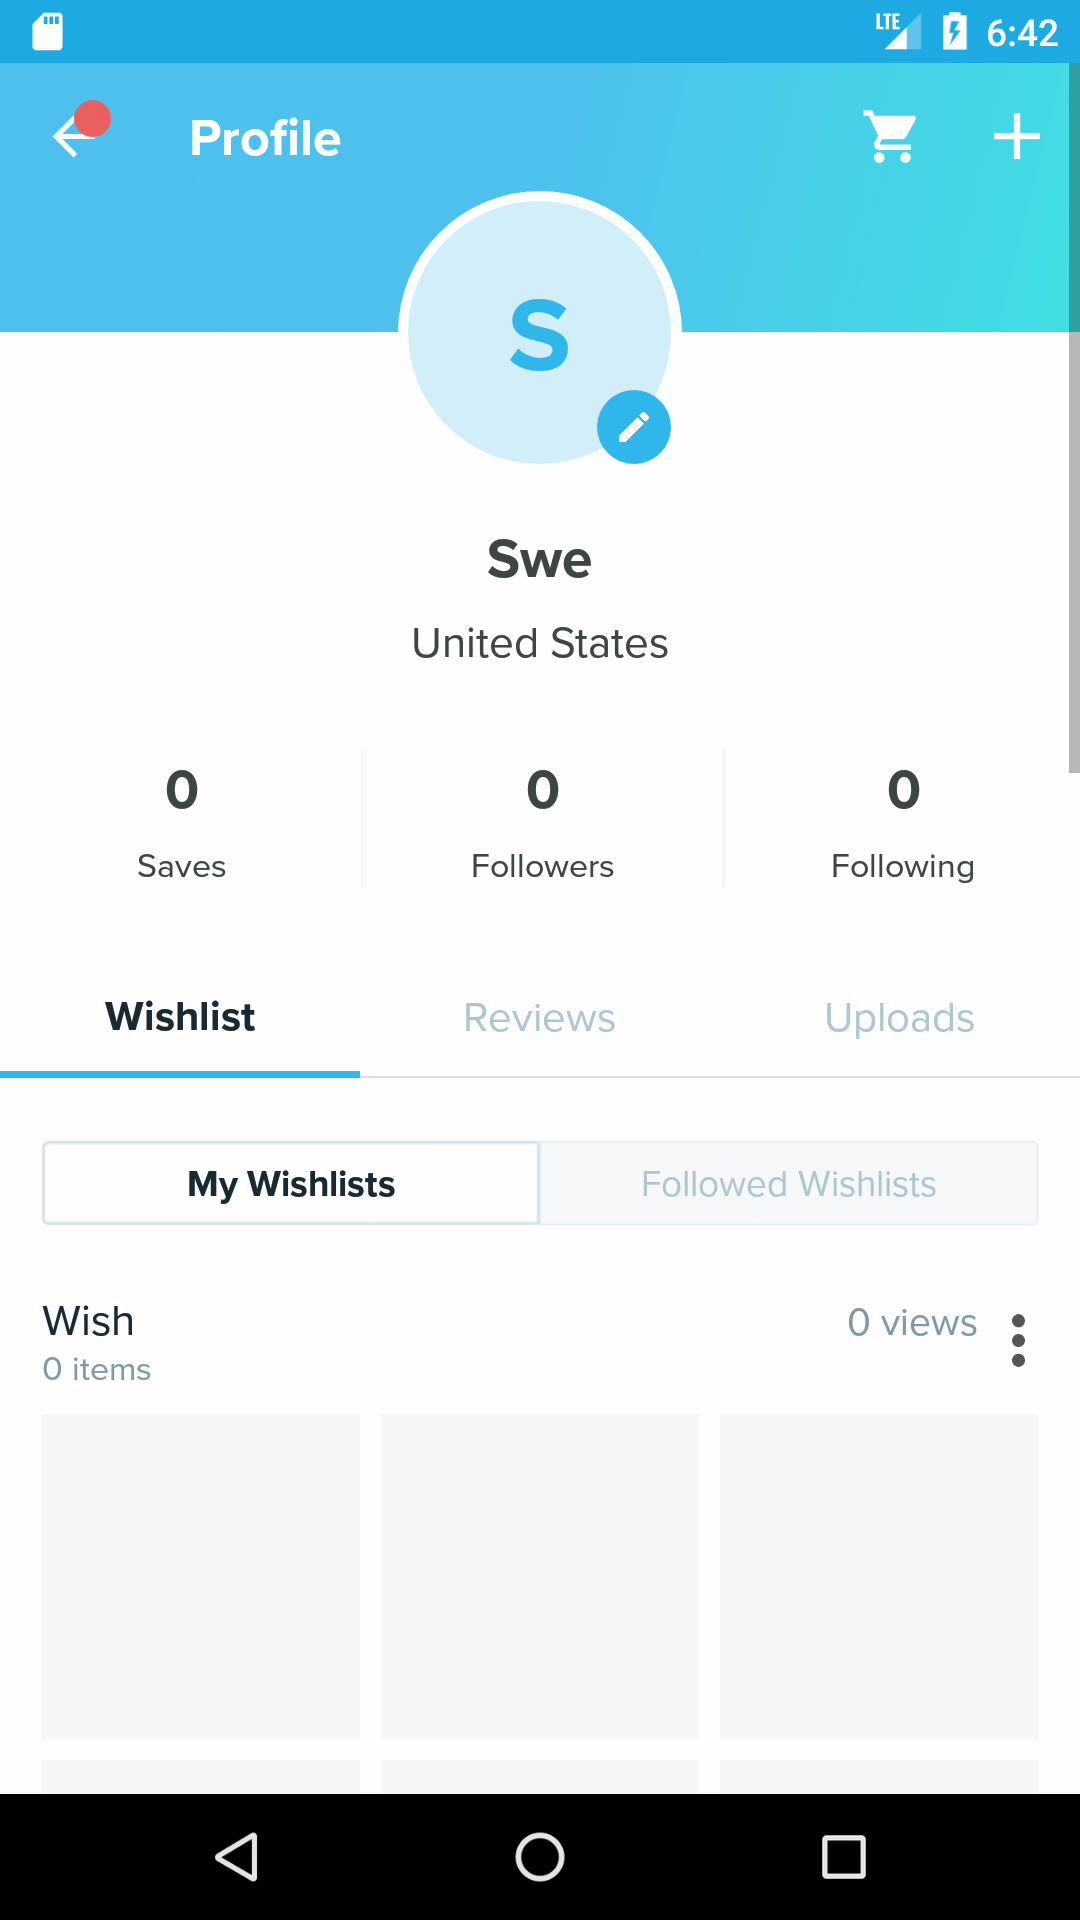 LTE 6:42
Profile
S
Swe
United States
0 0 0
Saves Followers Following
Wishlist Reviews Uploads
My Wishlists Followed Wishlists
Wish 0 views
0 items